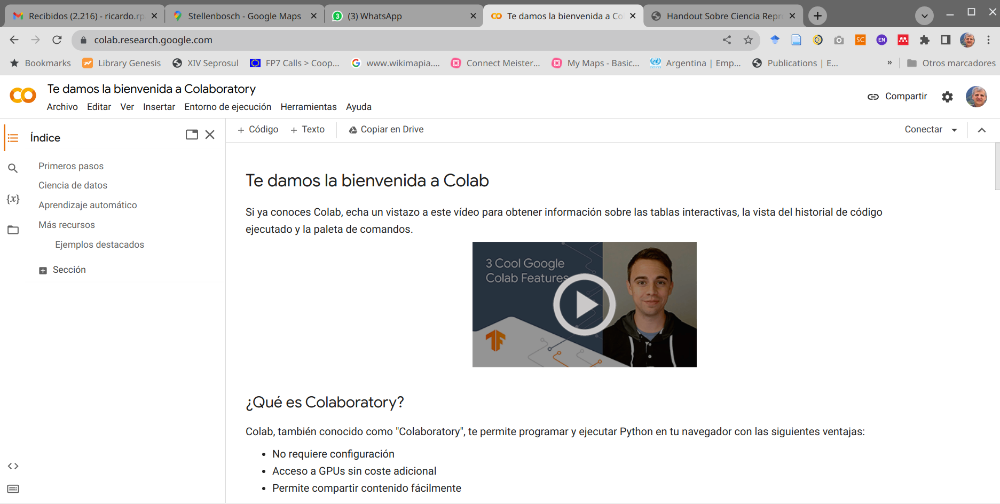 Recibidos (2.216) - ricardo.rp
Stellenbosch - Google Maps
3
(3) WhatsApp
Te damos la bienvenida a Co
Handout Sobre Ciencia Repr
colab.research.google.com
SC
EN
Bookmarks
Library Genesis
XIV Seprosul
FP7 Calls > Coop...
www.wikimapia....
Connect Meister...
My Maps - Basic...
Argentina | Emp...
Publications | E...
»
Otros marcadores
Te damos la bienvenida a Colaboratory
Archivo Editar Ver Insertar Entorno de ejecución Herramientas Ayuda
Compartir
Índice
+ Código + Texto
Copiar en Drive
Conectar
Primeros pasos
Ciencia de datos
Aprendizaje automático
Más recursos
Ejemplos destacados
Sección
{x}
Te damos la bienvenida a Colab
Si ya conoces Colab, echa un vistazo a este vídeo para obtener información sobre las tablas interactivas, la vista del historial de código
ejecutado y la paleta de comandos.
3 Cool Google
Colab Features
¿Qué es Colaboratory?
Colab, también conocido como "Colaboratory", te permite programar y ejecutar Python en tu navegador con las siguientes ventajas:
• No requiere configuración
• Acceso a GPUs sin coste adicional
• Permite compartir contenido fácilmente